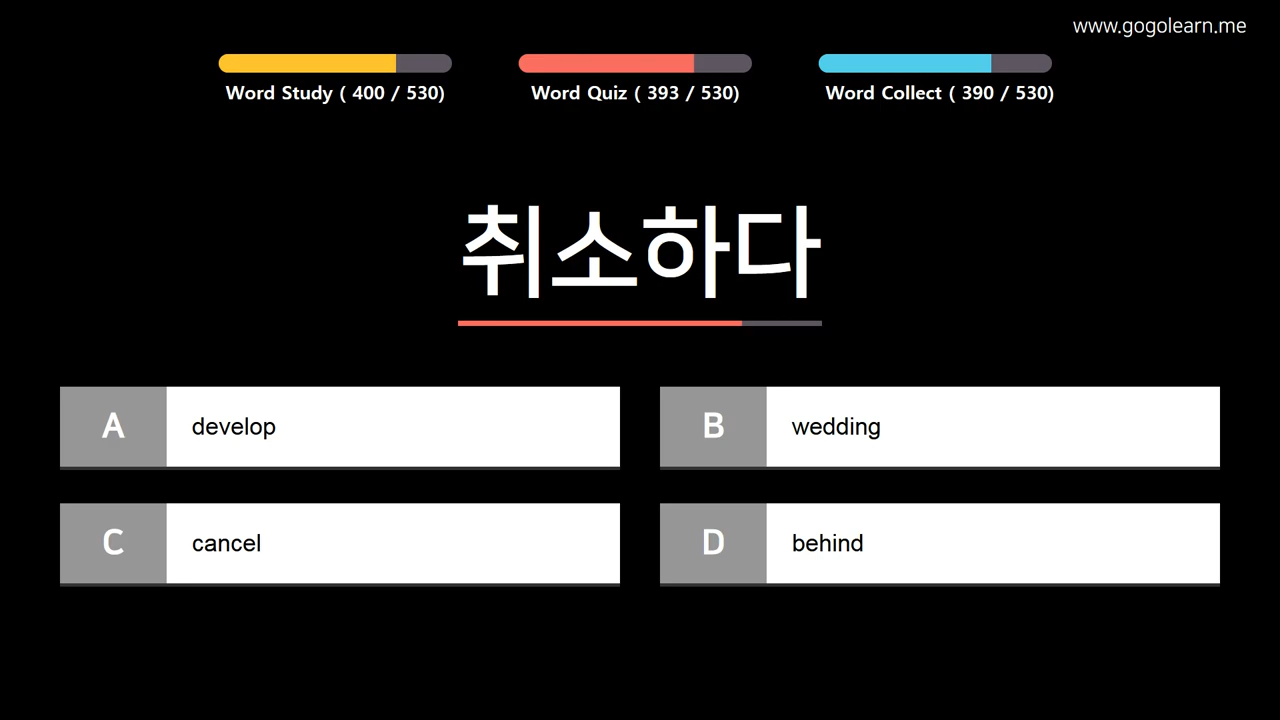 www.gogolearn.me
Word Study ( 400 / 530) Word Quiz ( 393 / 530) Word Collect ( 390 / 530)
취소하다
A develop B wedding
C cancel D behind